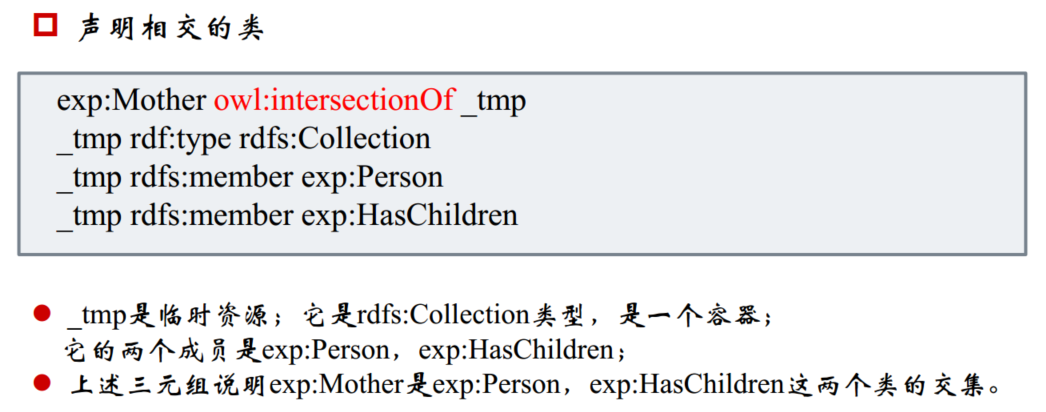 声明相交的类
exp:Mother owl:intersectionOf _tmp
_tmp rdf:type rdfs:Collection
_tmp rdfs:member exp:Person
_tmp rdfs:member exp:HasChildren
_tmp是临时资源；它是rdfs:Collection类型，是一个容器；
它的两个成员是exp:Person，exp:HasChildren；
上述三元组说明exp:Mother是exp:Person，exp:HasChildren这两个类的交集。